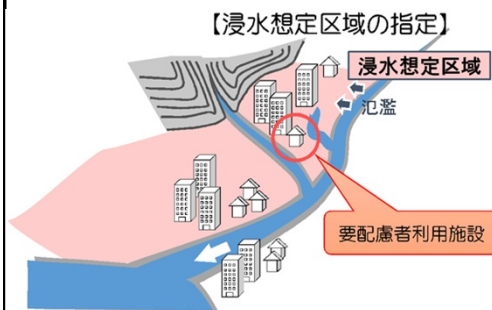 【浸水想定区域の指定】
浸水想定区域
氾濫
要配慮者利用施設